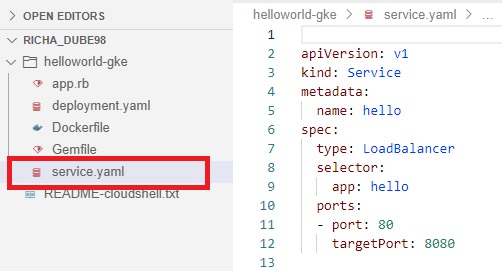 OPEN EDITORS
RICHA_DUBE98
helloworld-gke
app.rb
deployment.yaml
Dockerfile
Gemfile
service.yaml
README-cloudshell.txt
helloworld-gke > service.yaml > ...
1
2 apiVersion: v1
3 kind: Service
4 metadata:
5   name: hello
6 spec:
7   type: LoadBalancer
8   selector:
9     app: hello
10   ports:
11   - port: 80
12     targetPort: 8080
13